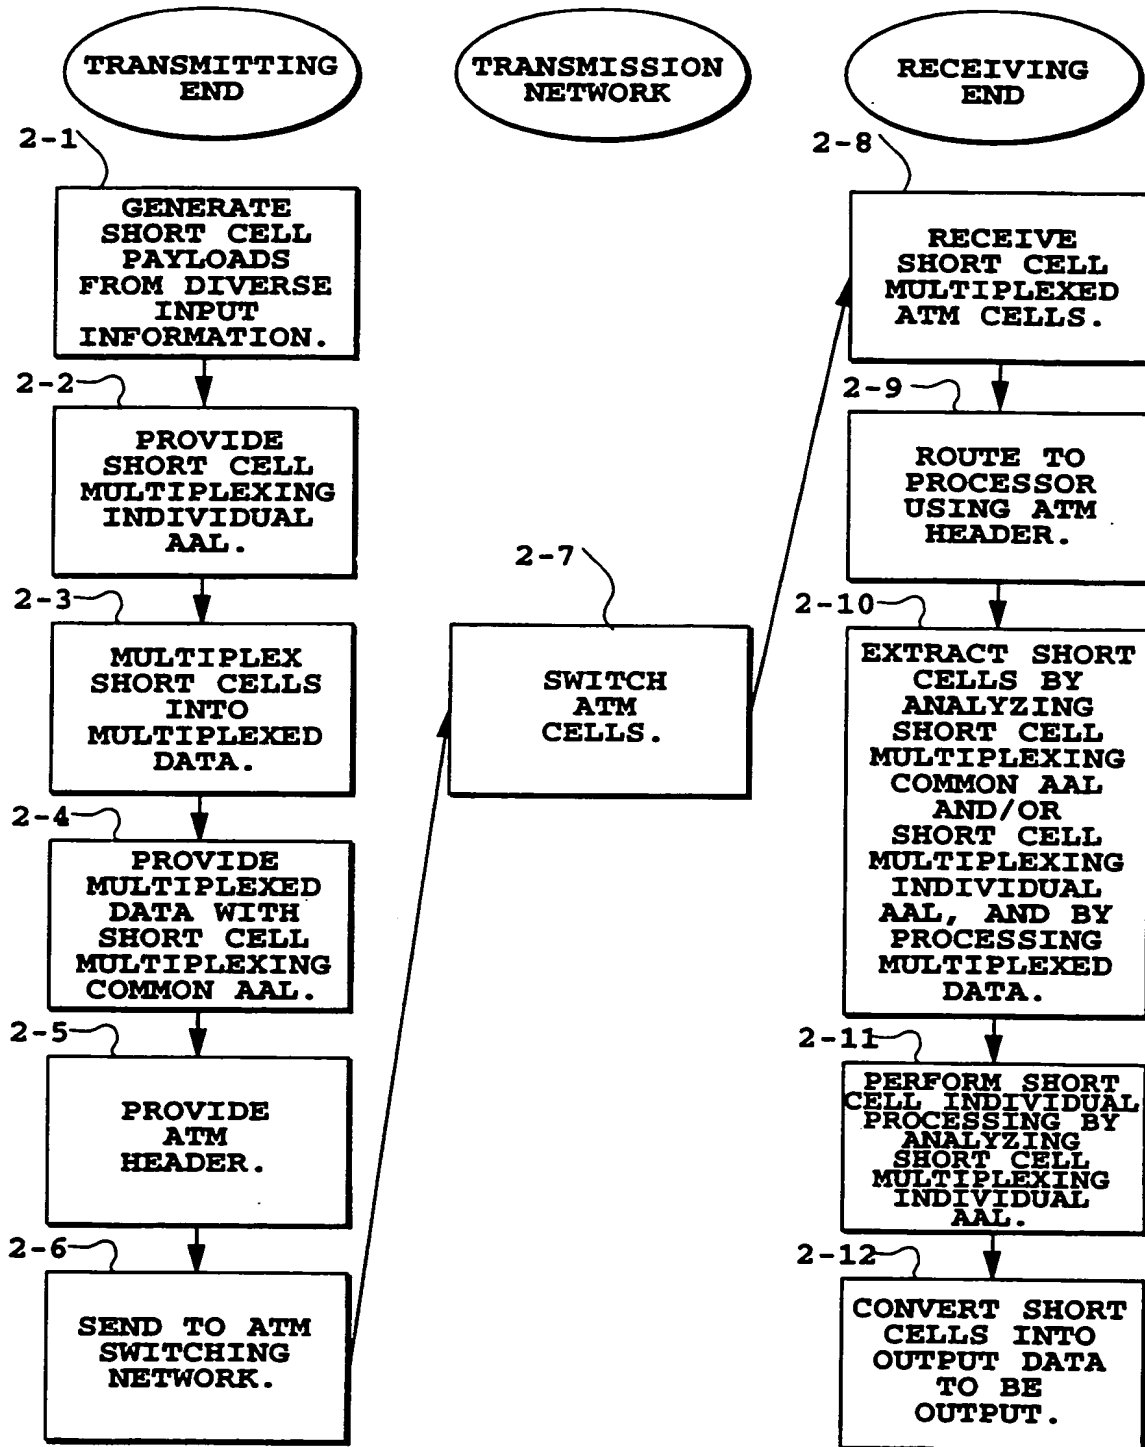 TRANSMITTING
END
2-1
GENERATE
SHORT CELL
PAYLOADS
FROM DIVERSE
INPUT
INFORMATION.
2-2
PROVIDE
SHORT CELL
MULTIPLEXING
INDIVIDUAL
AAL.
2-3
MULTIPLEX
SHORT CELLS
INTO
MULTIPLEXED
DATA.
2-4
PROVIDE
MULTIPLEXED
DATA WITH
SHORT CELL
MULTIPLEXING
COMMON AAL.
2-5
PROVIDE
ATM
HEADER.
2-6
SEND TO ATM
SWITCHING
NETWORK.
TRANSMISSION
NETWORK
2-7
SWITCH
ATM
CELLS.
RECEIVING
END
2-8
RECEIVE
SHORT CELL
MULTIPLEXED
ATM CELLS.
2-9
ROUTE TO
PROCESSOR
USING ATM
HEADER.
2-10
EXTRACT SHORT
CELLS BY
ANALYZING
SHORT CELL
MULTIPLEXING
COMMON AAL
AND/OR
SHORT CELL
MULTIPLEXING
INDIVIDUAL
AAL, AND BY
PROCESSING
MULTIPLEXED
DATA.
2-11
PERFORM SHORT
CELL INDIVIDUAL
PROCESSING BY
ANALYZING
SHORT CELL
MULTIPLEXING
INDIVIDUAL
AAL.
2-12
CONVERT SHORT
CELLS INTO
OUTPUT DATA
TO BE
OUTPUT.